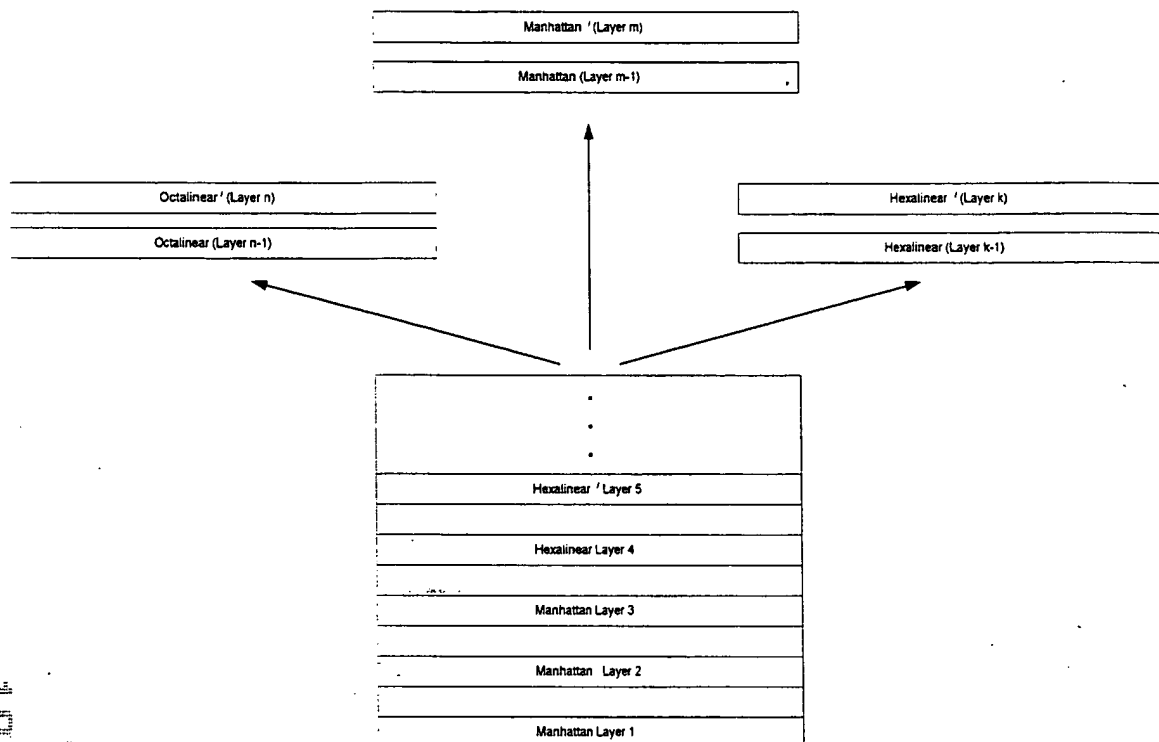 Manhattan ′ (Layer m)
Manhattan (Layer m-1)
Octalinear ′ (Layer n)
Octalinear (Layer n-1)
Hexalinear ′ (Layer k)
Hexalinear (Layer k-1)
Hexalinear ′ Layer 5
Hexalinear Layer 4
Manhattan Layer 3
Manhattan Layer 2
Manhattan Layer 1